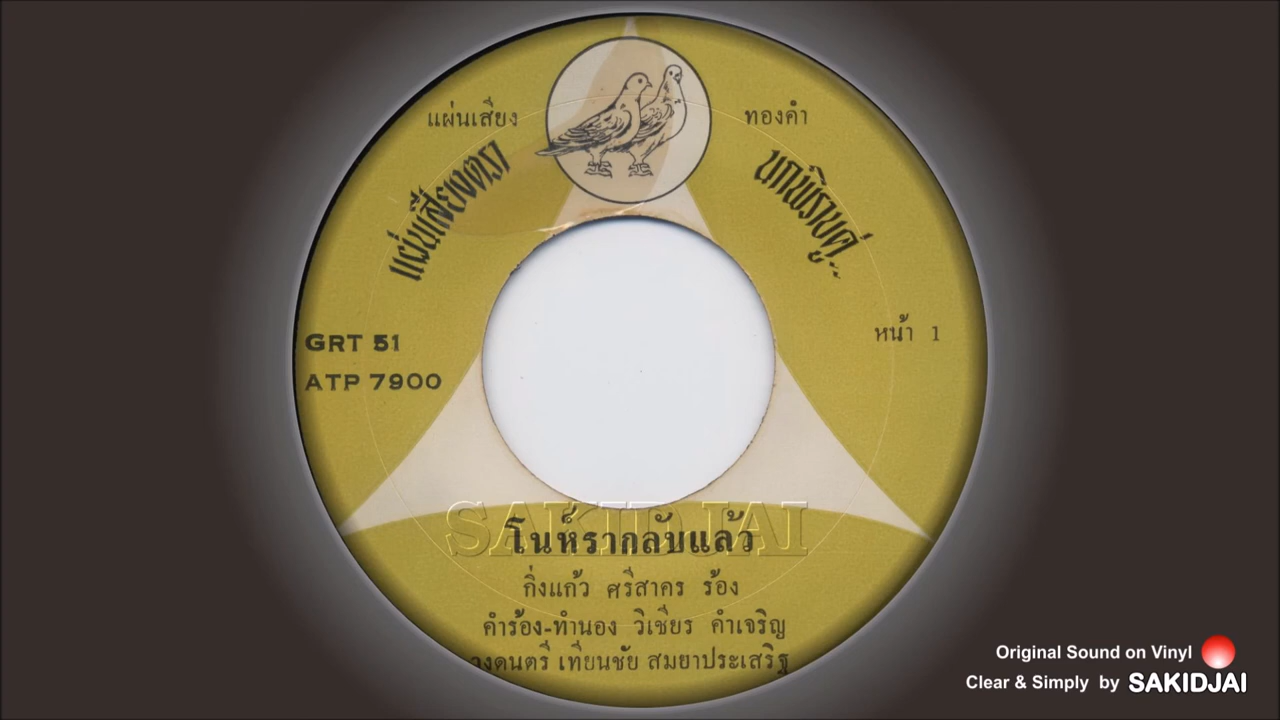 แผ่นเสียง ทองคำ
แผ่นเสียงตรา นกพิราบคู่
GRT 51
ATP 7900
หน้า 1
SAKIDJAI
โนห์รากลับแล้ว
กิ่งแก้ว ศรีสาคร ร้อง
คำร้อง-ทำนอง วิเชียร คำเจริญ
วงดนตรี เทียนชัย สมยาประเสริฐ
Original Sound on Vinyl
Clear & Simply by SAKIDJAI